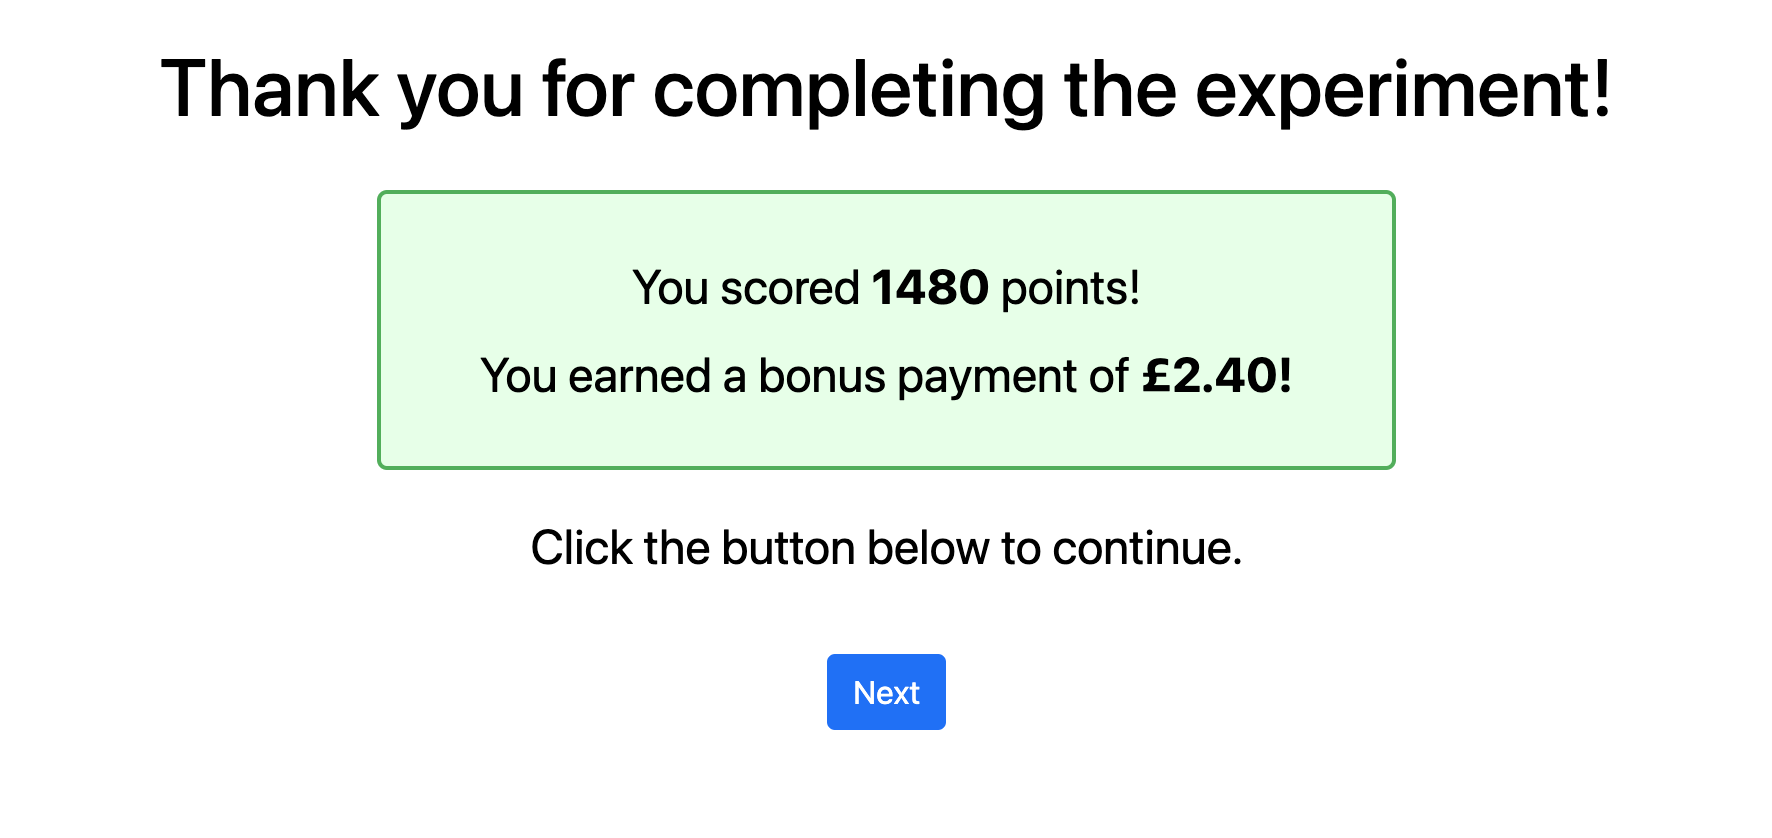 Thank you for completing the experiment!
You scored 1480 points!
You earned a bonus payment of £2.40!
Click the button below to continue.
Next